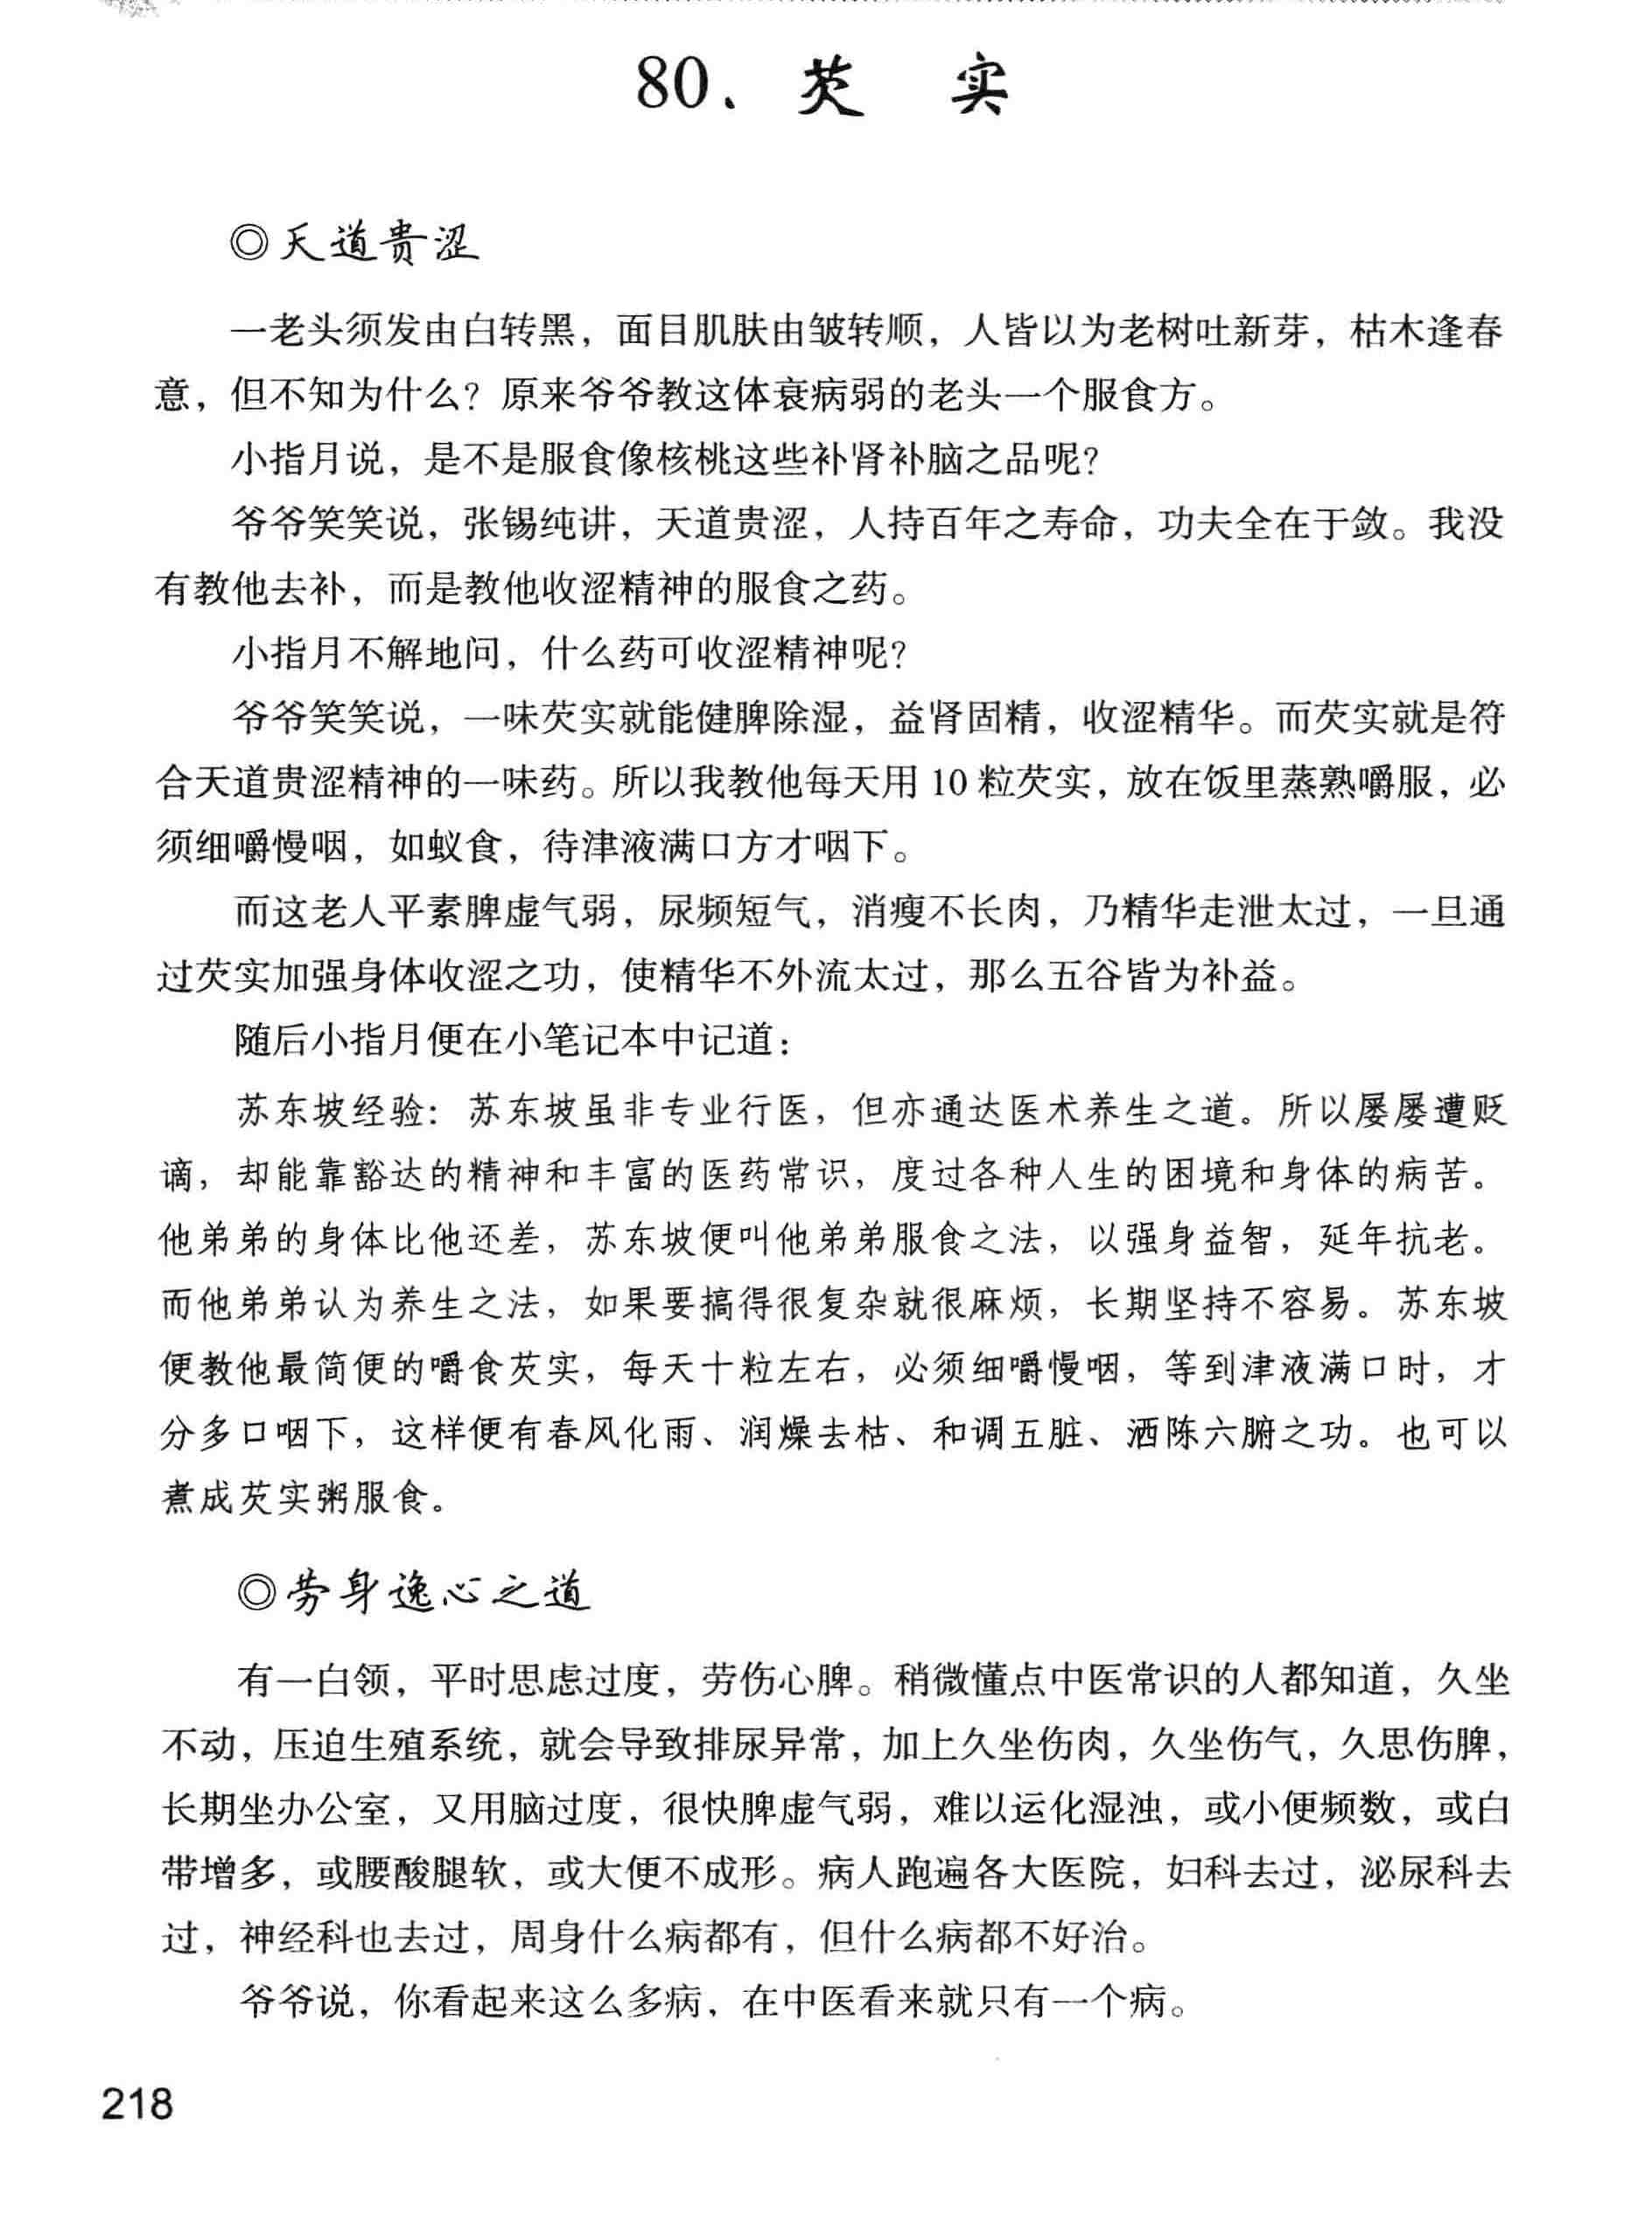 80、芡 实
◎天道贵涩
一老头须发由白转黑，面目肌肤由皱转顺，人皆以为老树吐新芽，枯木逢春
意，但不知为什么？原来爷爷教这体衰病弱的老头一个服食方。
小指月说，是不是服食像核桃这些补肾补脑之品呢？
爷爷笑笑说，张锡纯讲，天道贵涩，人持百年之寿命，功夫全在于敛。我没
有教他去补，而是教他收涩精神的服食之药。
小指月不解地问，什么药可收涩精神呢？
爷爷笑笑说，一味芡实就能健脾除湿，益肾固精，收涩精华。而芡实就是符
合天道贵涩精神的一味药。所以我教他每天用 10 粒芡实，放在饭里蒸熟嚼服，必
须细嚼慢咽，如蚁食，待津液满口方才咽下。
而这老人平素脾虚气弱，尿频短气，消瘦不长肉，乃精华走泄太过，一旦通
过芡实加强身体收涩之功，使精华不外流太过，那么五谷皆为补益。
随后小指月便在小笔记本中记道：
苏东坡经验：苏东坡虽非专业行医，但亦通达医术养生之道。所以屡屡遭贬
谪，却能靠豁达的精神和丰富的医药常识，度过各种人生的困境和身体的病苦。
他弟弟的身体比他还差，苏东坡便叫他弟弟服食之法，以强身益智，延年抗老。
而他弟弟认为养生之法，如果要搞得很复杂就很麻烦，长期坚持不容易。苏东坡
便教他最简便的嚼食芡实，每天十粒左右，必须细嚼慢咽，等到津液满口时，才
分多口咽下，这样便有春风化雨、润燥去枯、和调五脏、洒陈六腑之功。也可以
煮成芡实粥服食。
◎劳身逸心之道
有一白领，平时思虑过度，劳伤心脾。稍微懂点中医常识的人都知道，久坐
不动，压迫生殖系统，就会导致排尿异常，加上久坐伤肉，久坐伤气，久思伤脾，
长期坐办公室，又用脑过度，很快脾虚气弱，难以运化湿浊，或小便频数，或白
带增多，或腰酸腿软，或大便不成形。病人跑遍各大医院，妇科去过，泌尿科去
过，神经科也去过，周身什么病都有，但什么病都不好治。
爷爷说，你看起来这么多病，在中医看来就只有一个病。
218